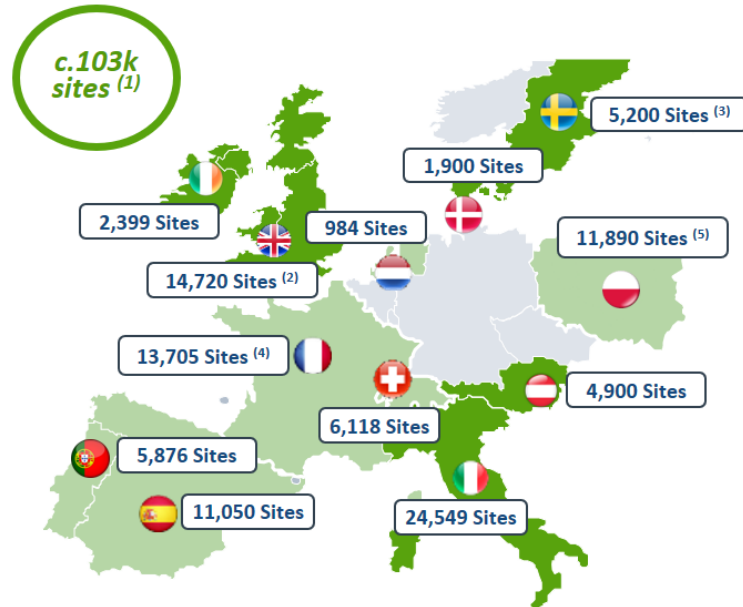 c.103k
sites (1)
5,200 Sites (3)
1,900 Sites
2,399 Sites
984 Sites
11,890 Sites (5)
14,720 Sites (2)
13,705 Sites (4)
4,900 Sites
6,118 Sites
5,876 Sites
11,050 Sites
24,549 Sites